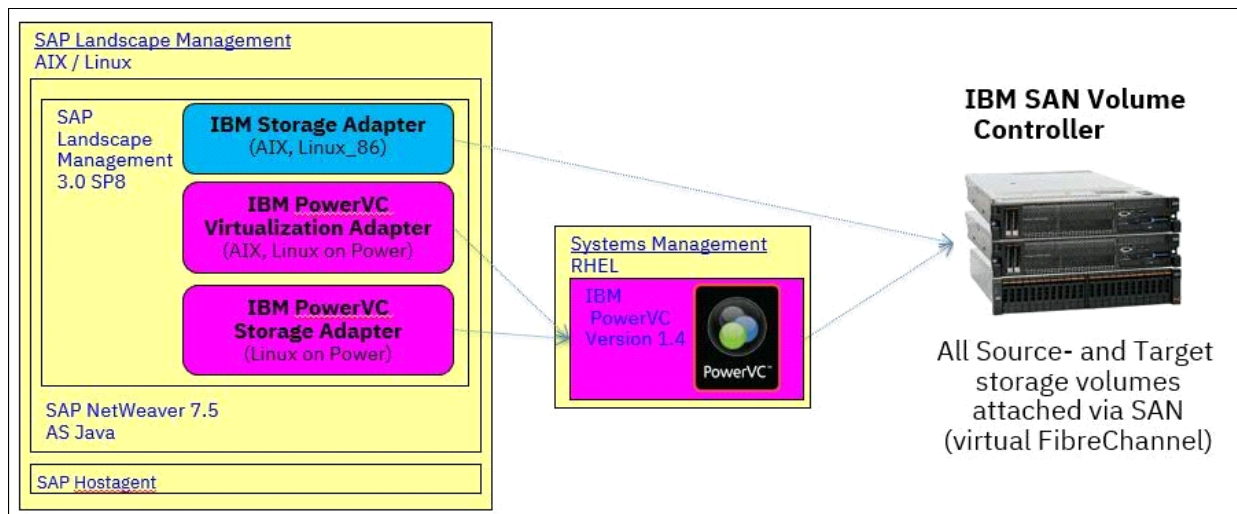 SAP Landscape Management
AIX / Linux
SAP
Landscape
Management
3.0 SP8
IBM Storage Adapter
(AIX, Linux_86)
IBM PowerVC
Virtualization Adapter
(AIX, Linux on Power)
IBM PowerVC
Storage Adapter
(Linux on Power)
SAP NetWeaver 7.5
AS Java
SAP Hostagent
Systems Management
RHEL
IBM
PowerVC
Version 1.4
PowerVC™
IBM SAN Volume
Controller
All Source- and Target
storage volumes
attached via SAN
(virtual FibreChannel)